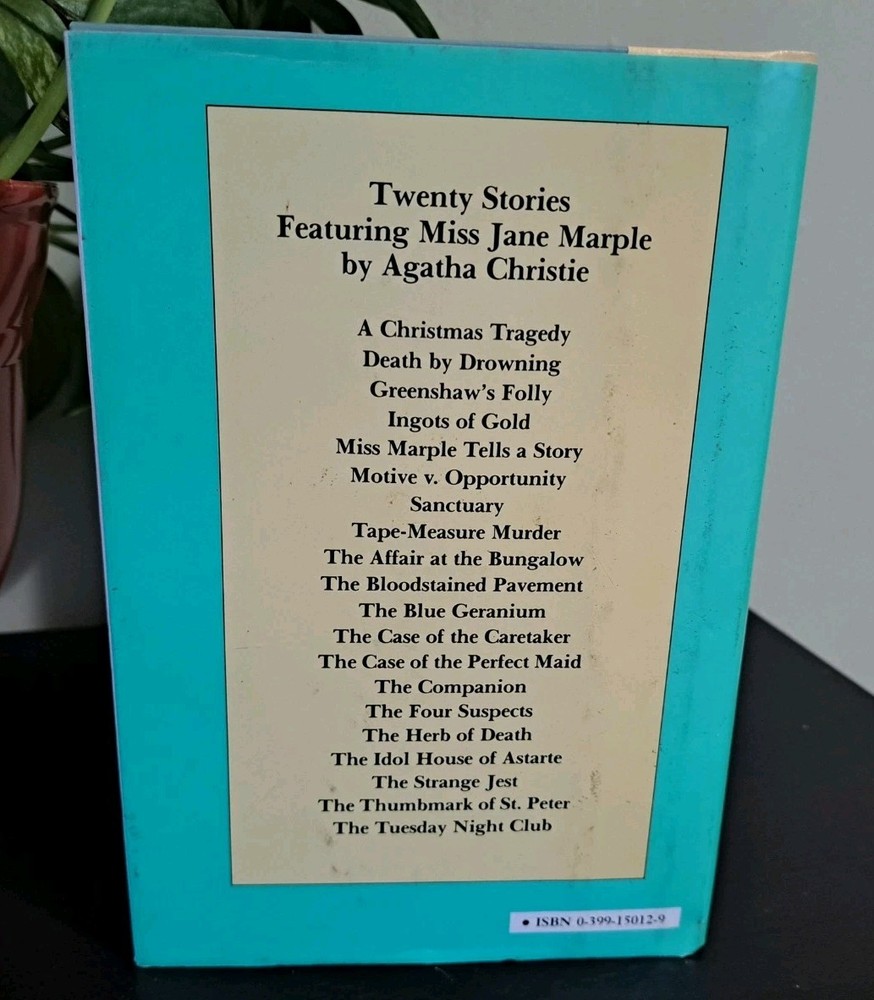 Twenty Stories
Featuring Miss Jane Marple
by Agatha Christie
A Christmas Tragedy
Death by Drowning
Greenshaw's Folly
Ingots of Gold
Miss Marple Tells a Story
Motive v. Opportunity
Sanctuary
Tape-Measure Murder
The Affair at the Bungalow
The Bloodstained Pavement
The Blue Geranium
The Case of the Caretaker
The Case of the Perfect Maid
The Companion
The Four Suspects
The Herb of Death
The Idol House of Astarte
The Strange Jest
The Thumbmark of St. Peter
The Tuesday Night Club
• ISBN 0-399-15012-9